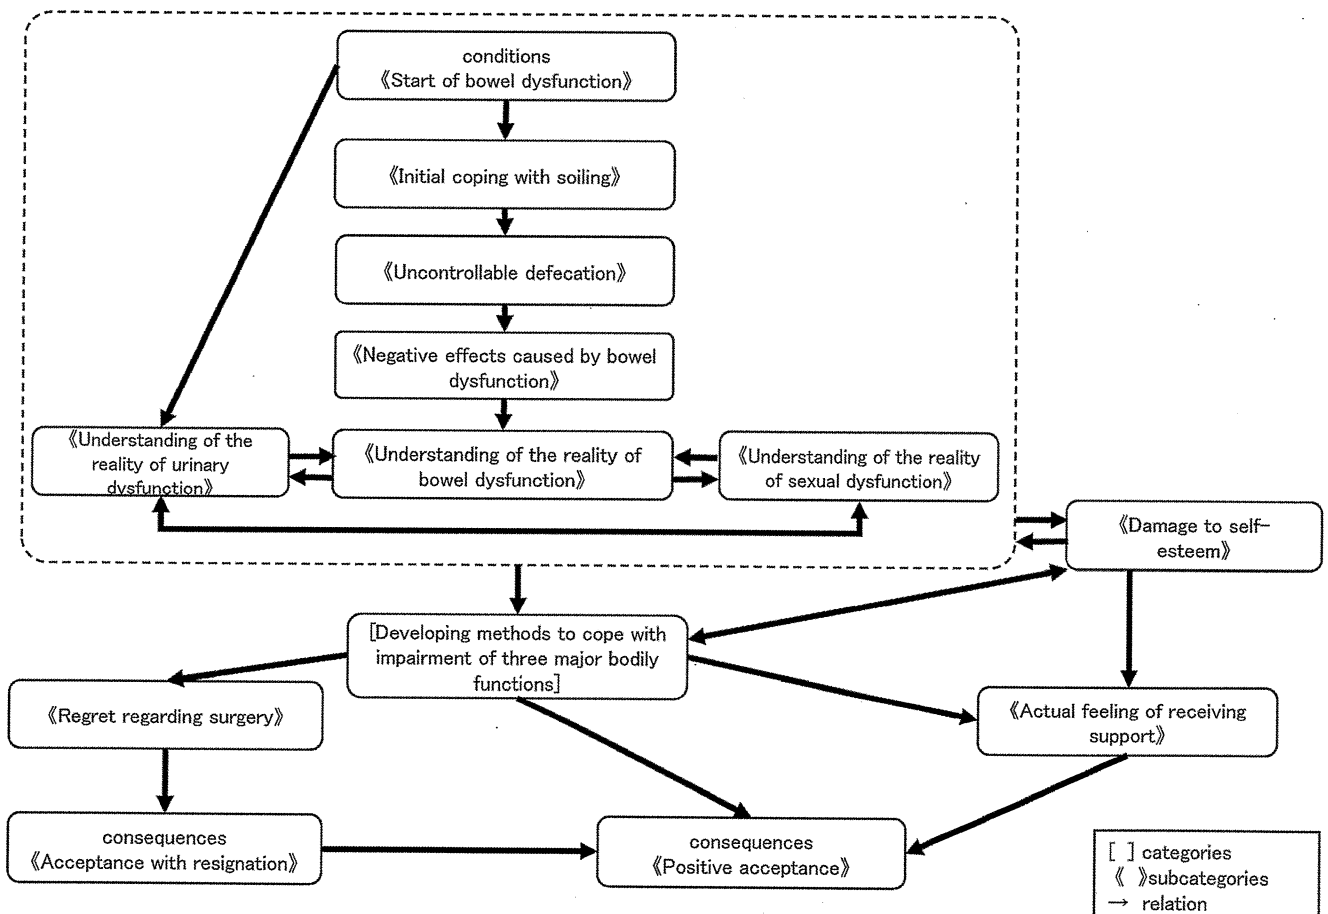 conditions
《Start of bowel dysfunction》
《Initial coping with soiling》
《Uncontrollable defecation》
《Negative effects caused by bowel
dysfunction》
《Understanding of the
reality of urinary
dysfunction》
《Understanding of the reality of
bowel dysfunction》
《Understanding of the reality
of sexual dysfunction》
《Damage to self-
esteem》
[Developing methods to cope with
impairment of three major bodily
functions]
《Regret regarding surgery》
《Actual feeling of receiving
support》
consequences
《Acceptance with resignation》
consequences
《Positive acceptance》
[ ] categories
《 》subcategories
→ relation